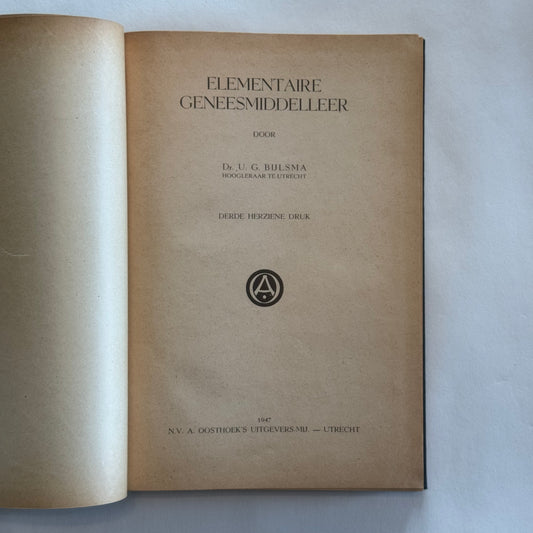 ELEMENTAIRE
GENEESMIDDELLEER
DOOR
Dr. U. G. BIJLSMA
HOOGLERAAR TE UTRECHT
DERDE HERZIENE DRUK
A
1947
N.V. A. OOSTHOEK'S UITGEVERS-MIJ. — UTRECHT